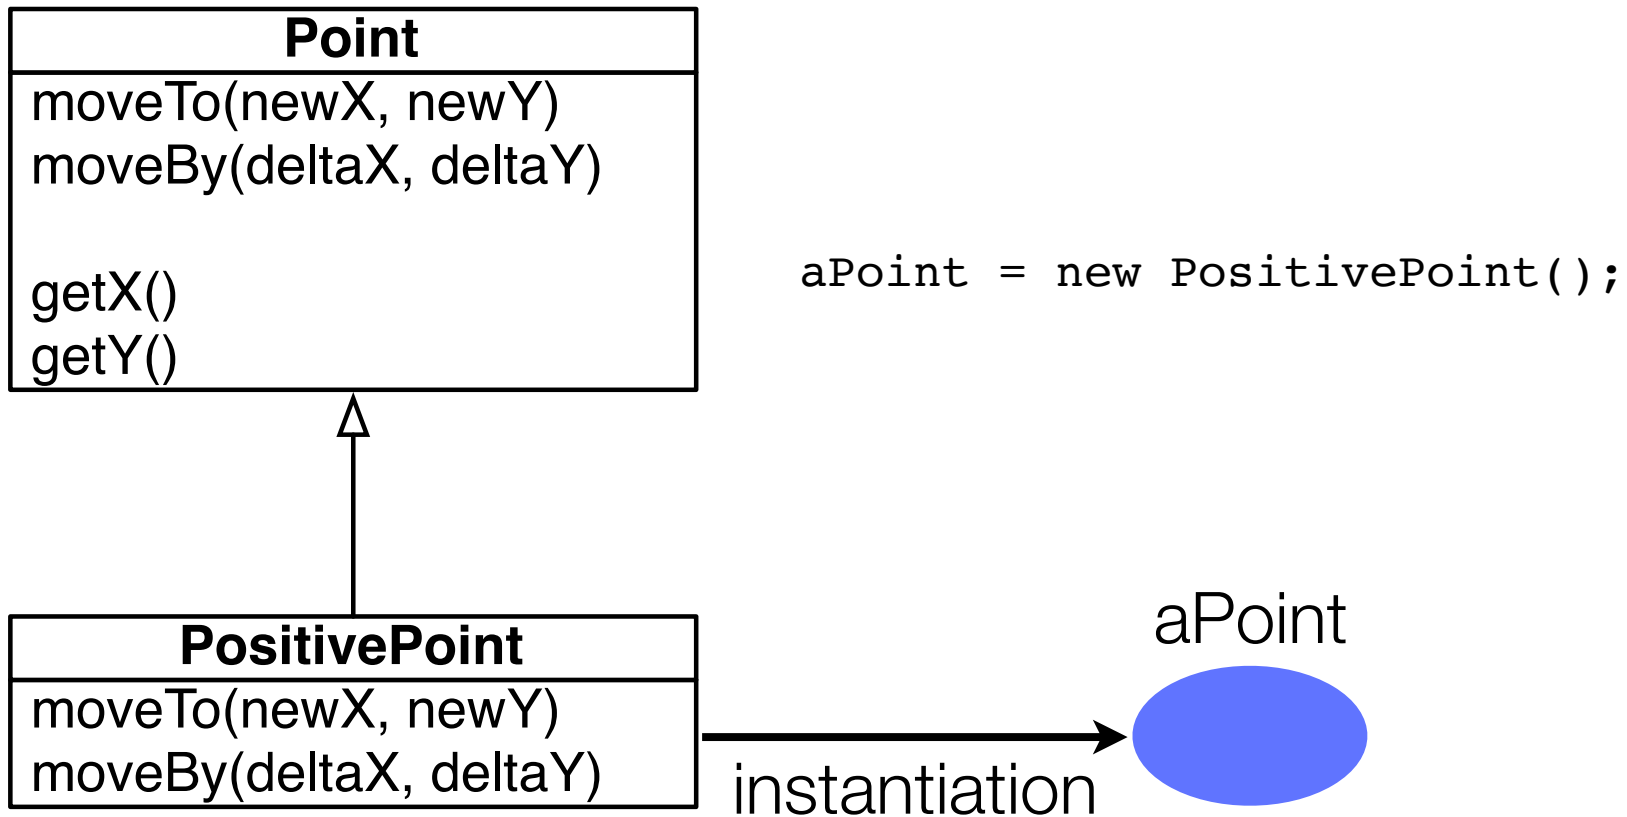 Point
moveTo(newX, newY)
moveBy(deltaX, deltaY)
getX()
getY()
aPoint = new PositivePoint();
PositivePoint
moveTo(newX, newY)
moveBy(deltaX, deltaY)
instantiation
aPoint